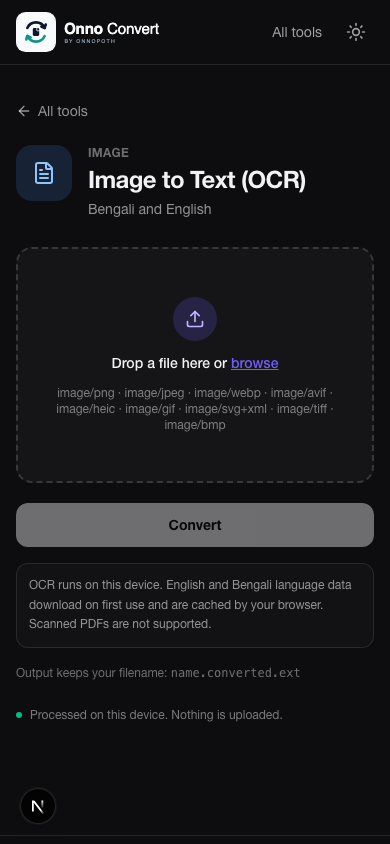 Onno Convert
BY ONNOPOTH
All tools
All tools
IMAGE
Image to Text (OCR)
Bengali and English
Drop a file here or browse
image/png · image/jpeg · image/webp · image/avif ·
image/heic · image/gif · image/svg+xml · image/tiff ·
image/bmp
Convert
OCR runs on this device. English and Bengali language data
download on first use and are cached by your browser.
Scanned PDFs are not supported.
Output keeps your filename: name.converted.ext
Processed on this device. Nothing is uploaded.
N